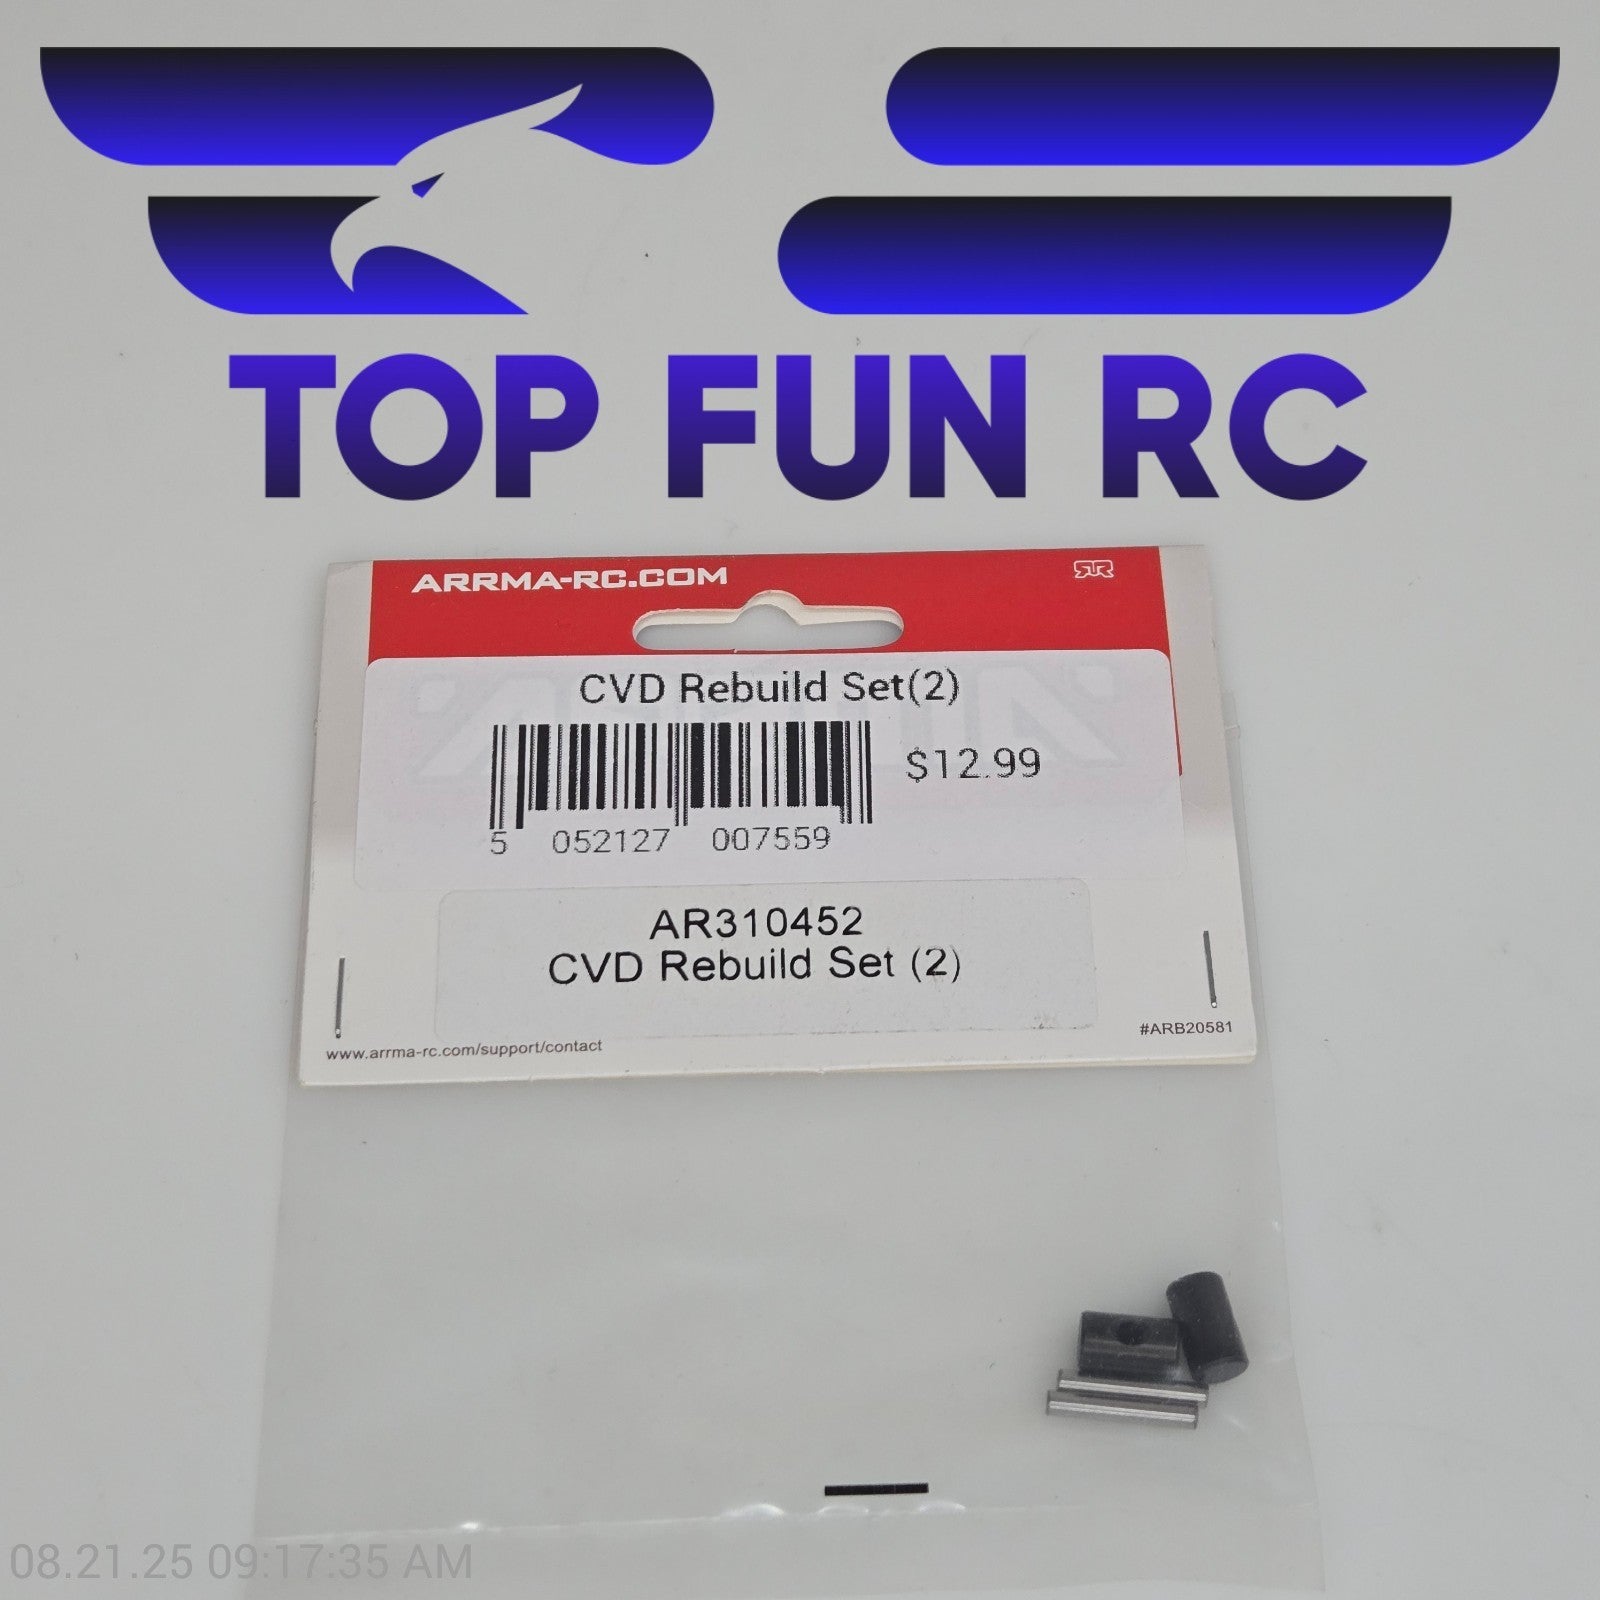 TOP FUN RC
ARRMA-RC.COM
CVD Rebuild Set(2)
$12.99
5 052127 007559
AR310452
CVD Rebuild Set (2)
#ARB20581
www.arrma-rc.com/support/contact
08.21.25 09:17:35 AM